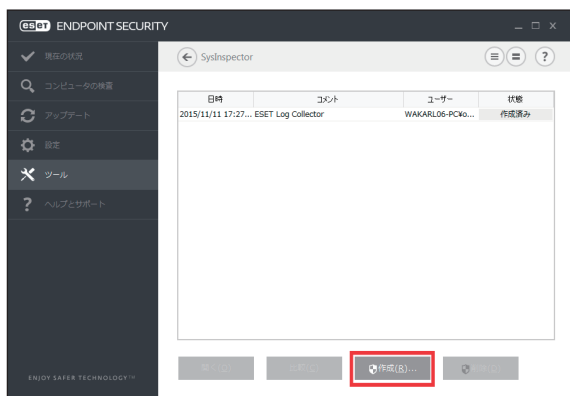 eset ENDPOINT SECURITY
現在の状況
コンピュータの検査
アップデート
設定
ツール
ヘルプとサポート
ENJOY SAFER TECHNOLOGY™
SysInspector
日時 コメント ユーザー 状態
2015/11/11 17:27... ESET Log Collector WAKARL06-PC¥o... 作成済み
作成(R)...